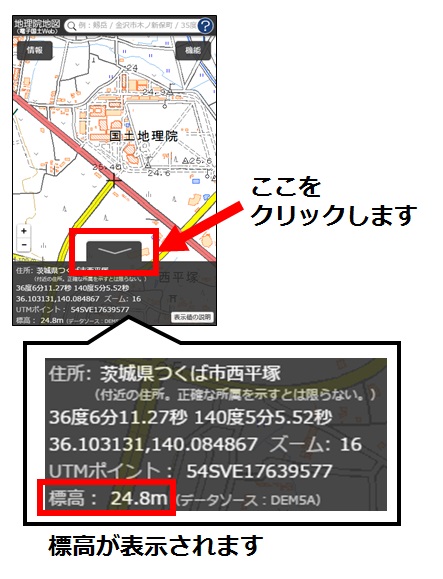 地理院地図
(電子国土Web)
例：剱岳 / 金沢市木ノ新保町 / 35度
?
情報
機能
24.9
国土地理院
25.6
24.6
25.4
ここを
クリックします
+
−
住所: 茨城県つくば市西平塚
(付近の住所。正確な所属を示すとは限らない。)
36度6分11.27秒 140度5分5.52秒
36.103131,140.084867 ズーム: 16
UTMポイント： 54SVE17639577
標高： 24.8m (データソース：DEM5A)
西平塚
表示値の説明
住所: 茨城県つくば市西平塚
(付近の住所。正確な所属を示すとは限らない。)
36度6分11.27秒 140度5分5.52秒
36.103131,140.084867 ズーム: 16
UTMポイント： 54SVE17639577
標高： 24.8m (データソース：DEM5A)
標高が表示されます